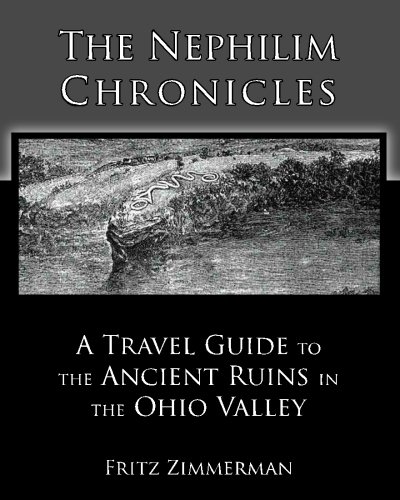 The Nephilim
Chronicles
A Travel Guide to
the Ancient Ruins in
the Ohio Valley
Fritz Zimmerman